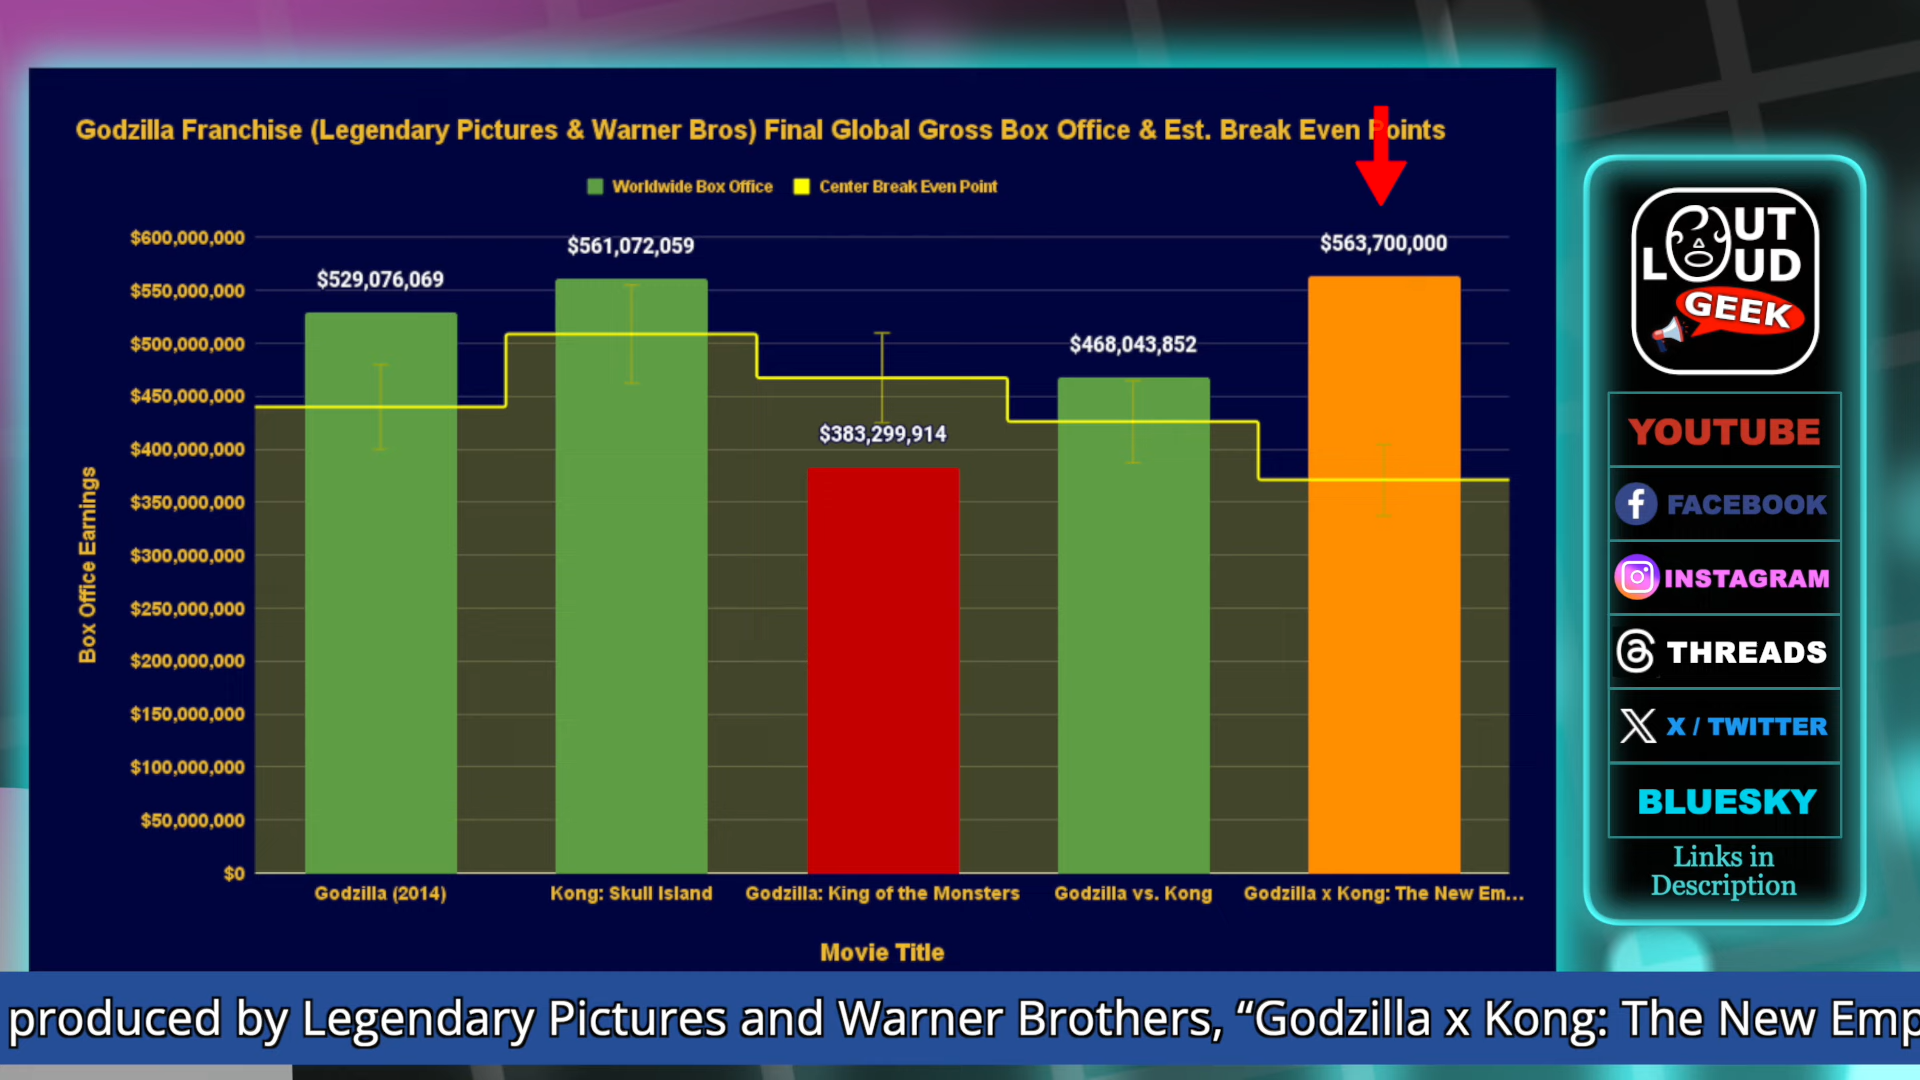 Godzilla Franchise (Legendary Pictures & Warner Bros) Final Global Gross Box Office & Est. Break Even Points
Worldwide Box Office
Center Break Even Point
$600,000,000
$550,000,000
$500,000,000
$450,000,000
$400,000,000
$350,000,000
$300,000,000
$250,000,000
$200,000,000
$150,000,000
$100,000,000
$50,000,000
$0
Box Office Earnings
$529,076,069
$561,072,059
$383,299,914
$468,043,852
$563,700,000
Godzilla (2014)
Kong: Skull Island
Godzilla: King of the Monsters
Godzilla vs. Kong
Godzilla x Kong: The New Em...
Movie Title
OUT
LOUD
GEEK
YOUTUBE
FACEBOOK
INSTAGRAM
THREADS
X / TWITTER
BLUESKY
Links in
Description
produced by Legendary Pictures and Warner Brothers, “Godzilla x Kong: The New Emp